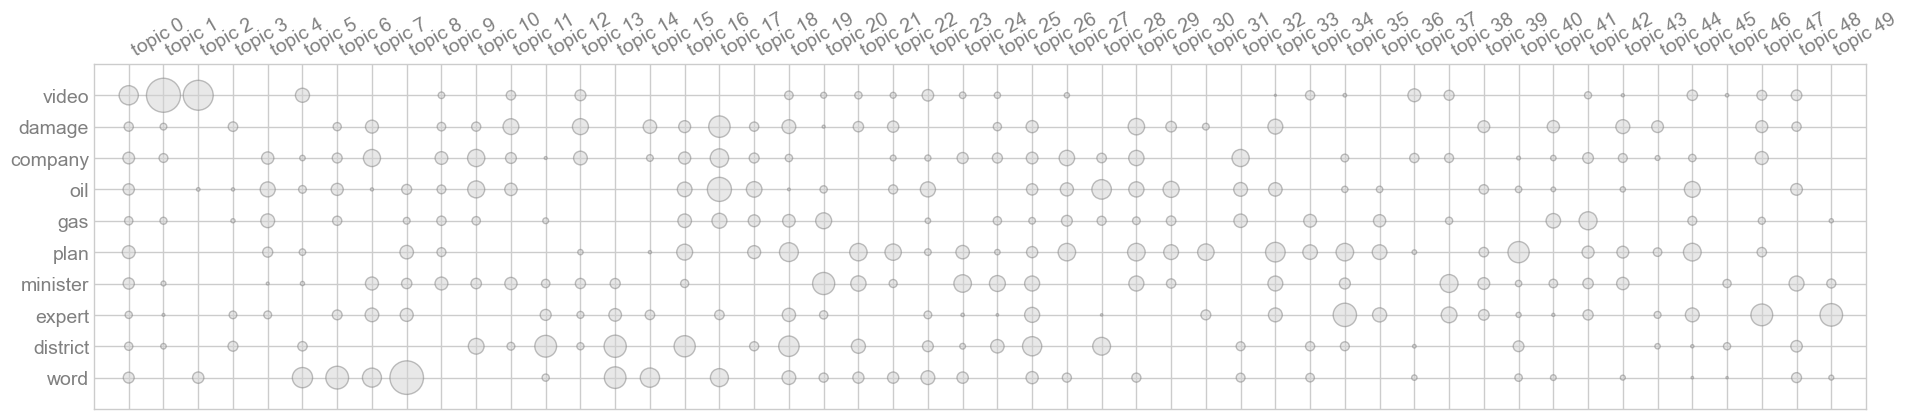 topic 0 topic 1 topic 2 topic 3 topic 4 topic 5 topic 6 topic 7 topic 8 topic 9 topic 10 topic 11 topic 12 topic 13 topic 14 topic 15 topic 16 topic 17 topic 18 topic 19 topic 20 topic 21 topic 22 topic 23 topic 24 topic 25 topic 26 topic 27 topic 28 topic 29 topic 30 topic 31 topic 32 topic 33 topic 34 topic 35 topic 36 topic 37 topic 38 topic 39 topic 40 topic 41 topic 42 topic 43 topic 44 topic 45 topic 46 topic 47 topic 48 topic 49
video
damage
company
oil
gas
plan
minister
expert
district
word